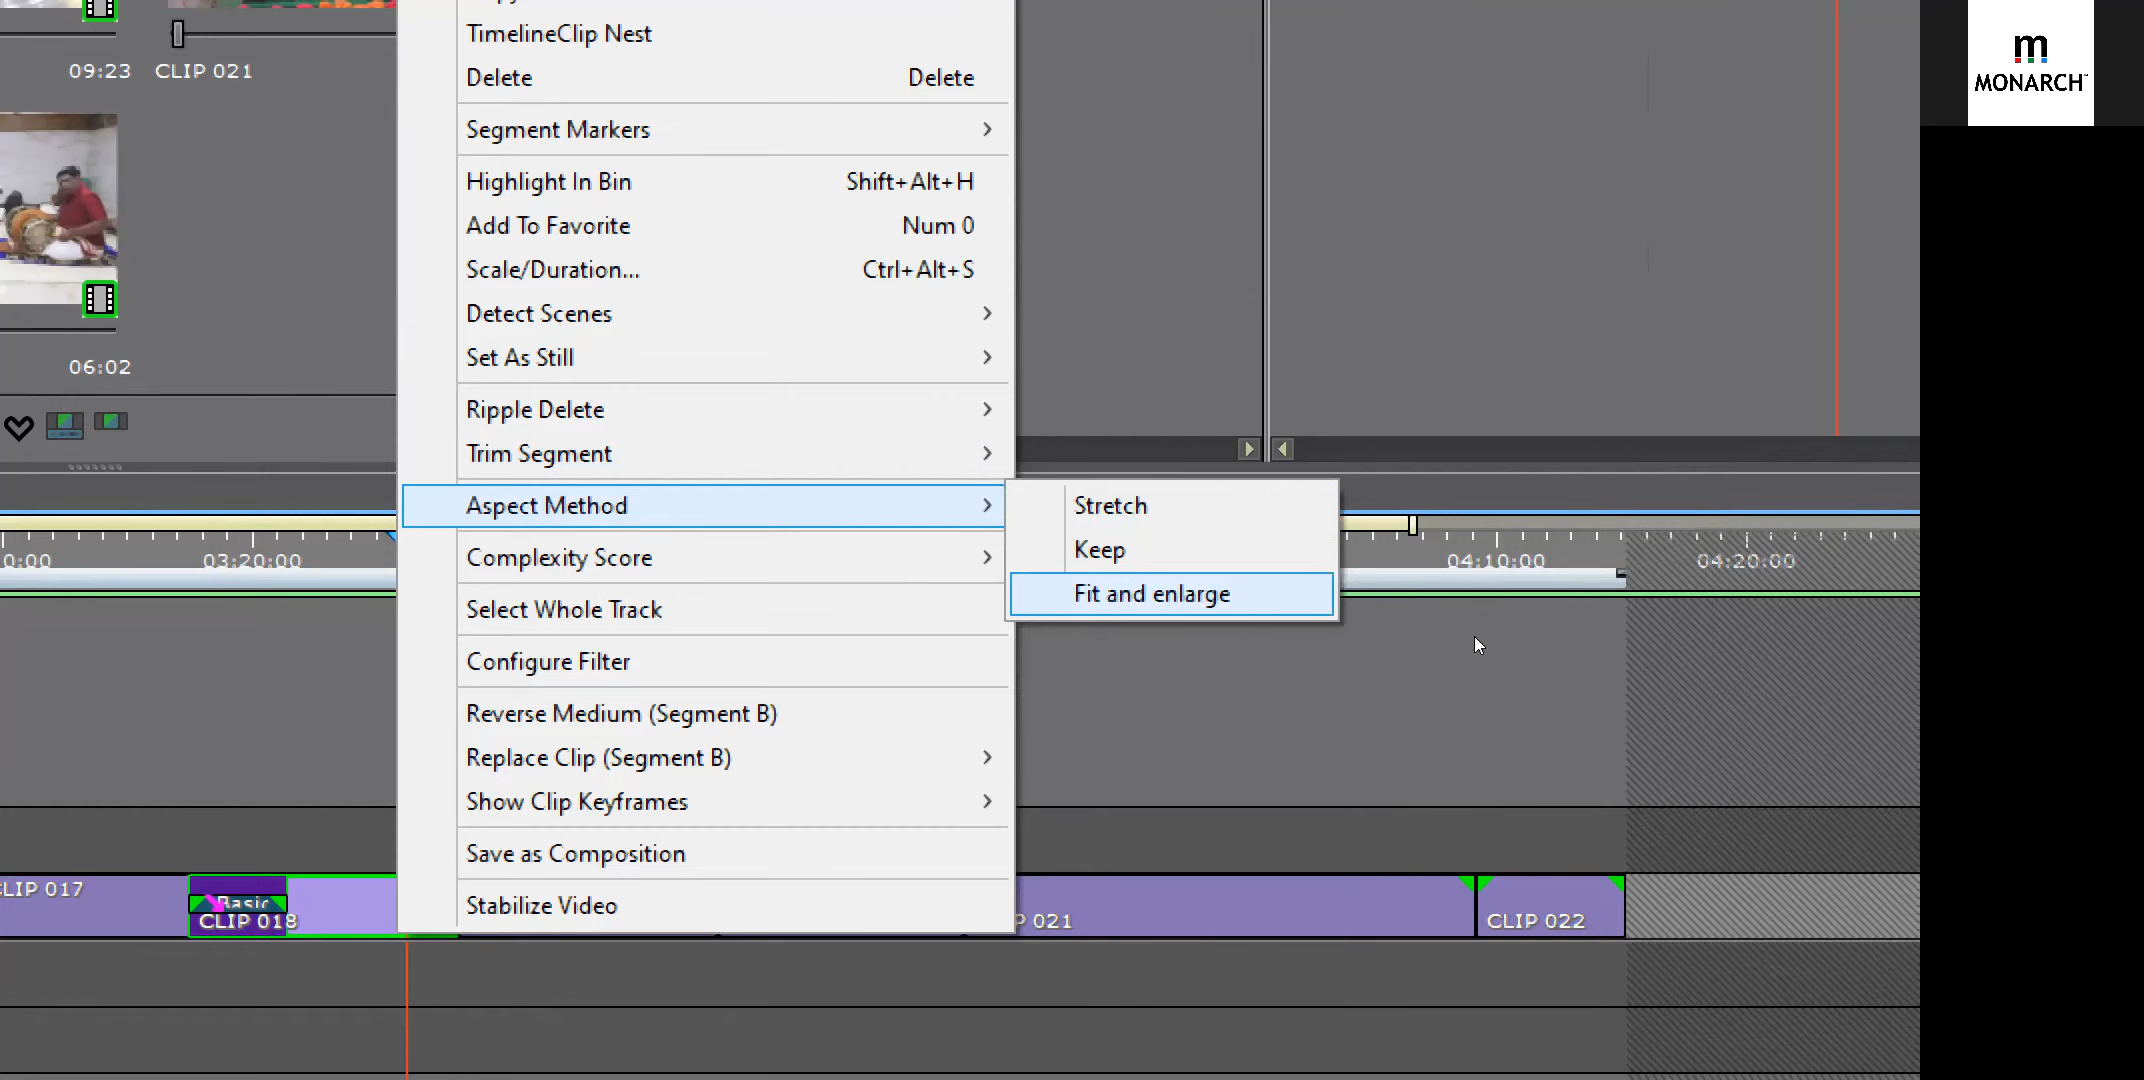 TimelineClip Nest
Delete Delete
Segment Markers
Highlight In Bin Shift+Alt+H
Add To Favorite Num 0
Scale/Duration... Ctrl+Alt+S
Detect Scenes
Set As Still
Ripple Delete
Trim Segment
Aspect Method
Complexity Score
Select Whole Track
Configure Filter
Reverse Medium (Segment B)
Replace Clip (Segment B)
Show Clip Keyframes
Save as Composition
Stabilize Video
Stretch
Keep
Fit and enlarge
09:23 CLIP 021
06:02
0:00 03:20:00 04:10:00 04:20:00
LIP 017
Basic
CLIP 018
P 021
CLIP 022
m
MONARCH